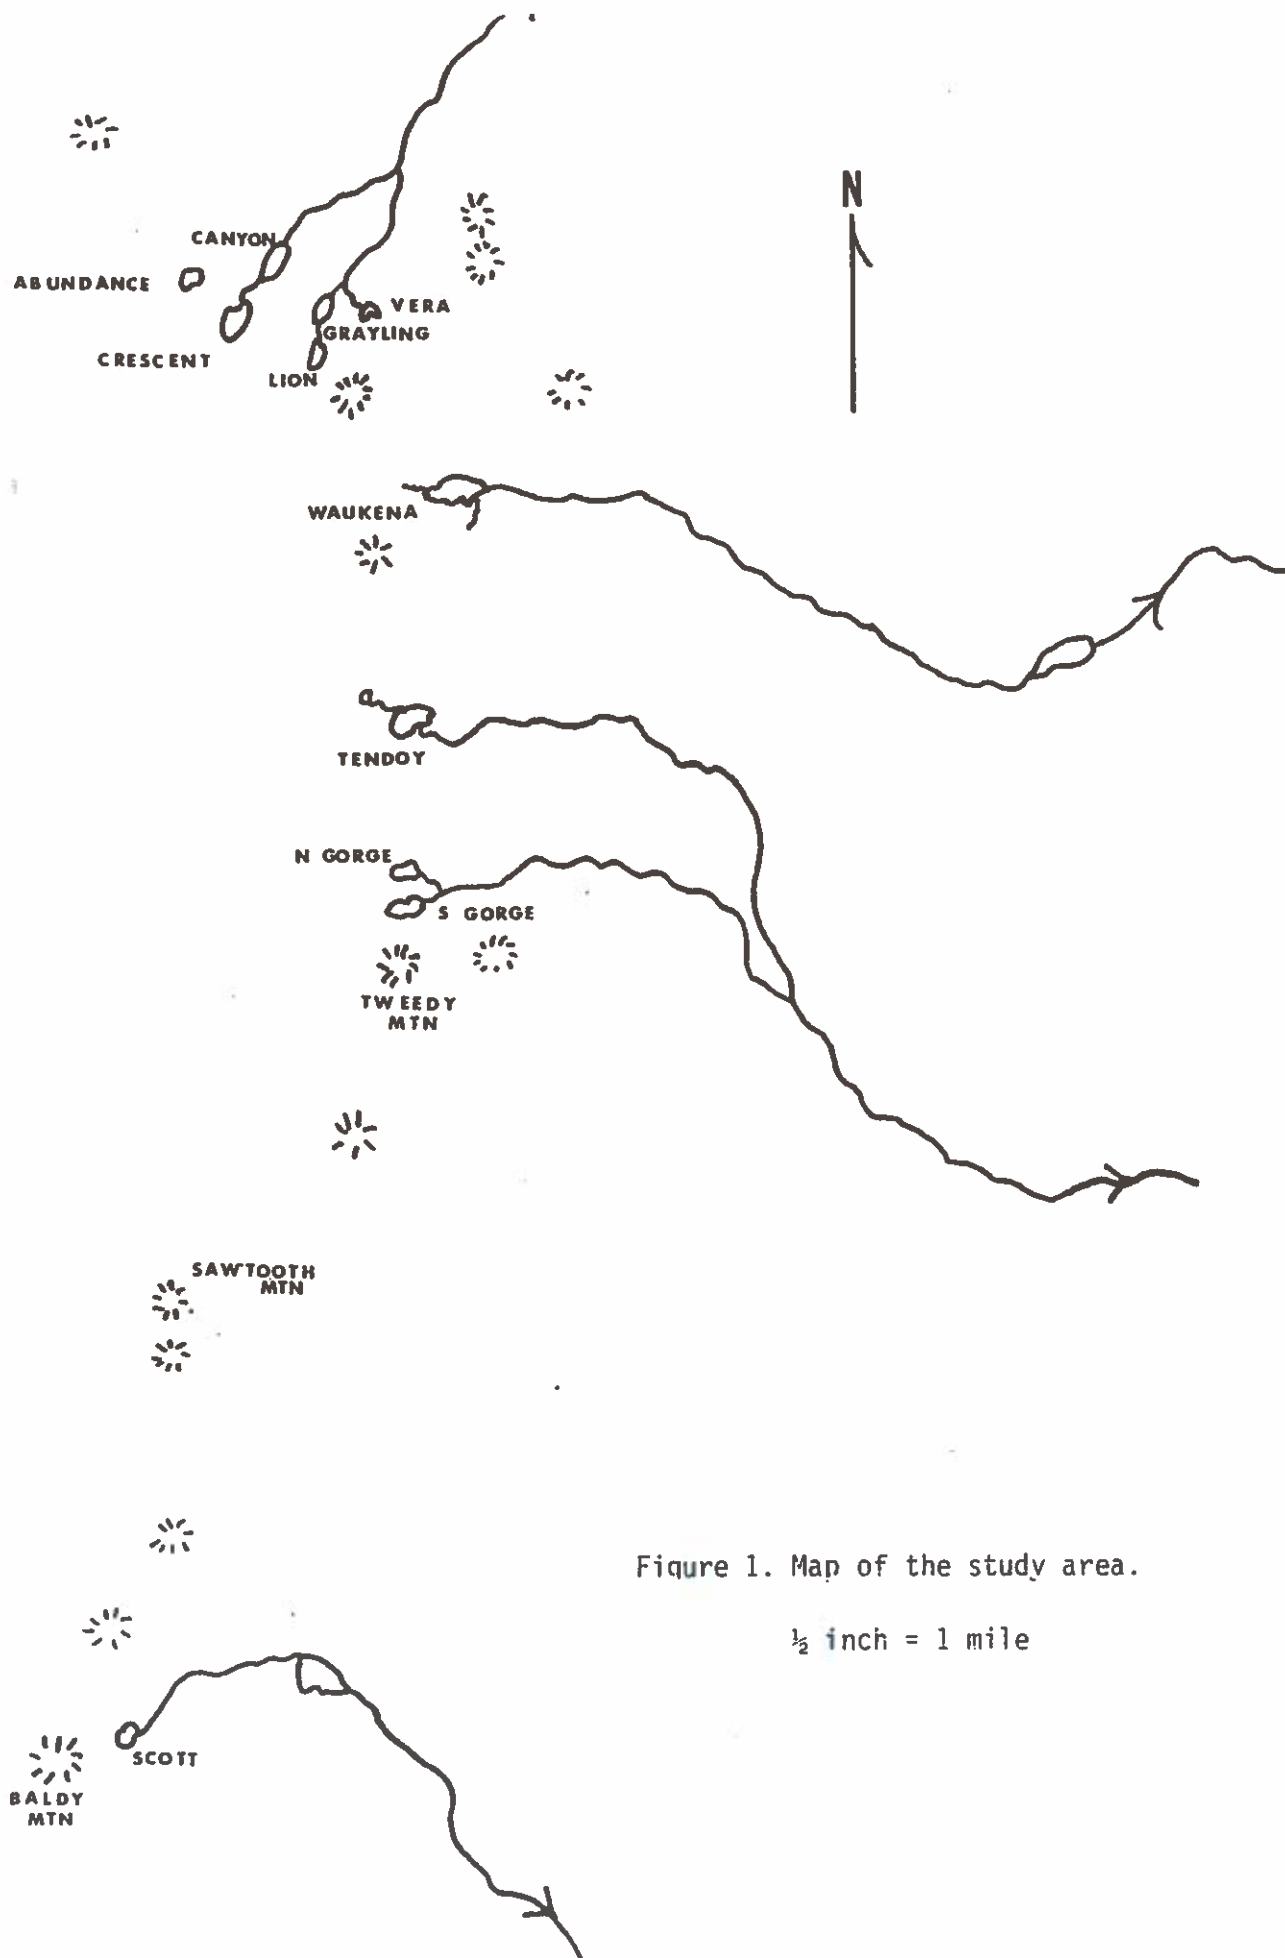 N
CANYON
ABUNDANCE
VERA
GRAYLING
CRESCENT
LION
WAUKENA
TENDOY
N GORGE
S GORGE
TWEEDY
MTN
SAWTOOTH
MTN
Figure 1. Map of the study area.
½ inch = 1 mile
SCOTT
BALDY
MTN